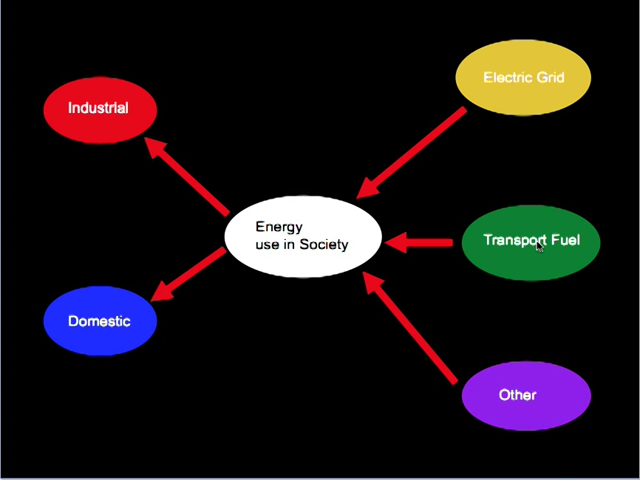 Electric Grid
Industrial
Energy
use in Society
Transport Fuel
Domestic
Other